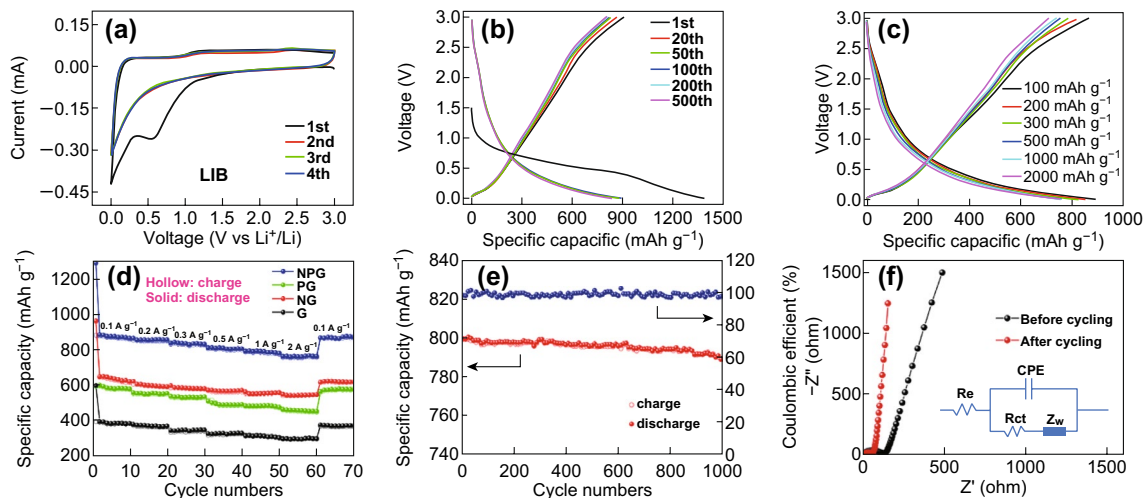 (a)
0.15
0.00
−0.15
−0.30
−0.45
Current (mA)
1st
2nd
3rd
4th
LIB
0.0 0.5 1.0 1.5 2.0 2.5 3.0
Voltage (V vs Li⁺/Li)
(b)
3.0
2.5
2.0
1.5
1.0
0.5
0.0
Voltage (V)
1st
20th
50th
100th
200th
500th
0 300 600 900 1200 1500
Specific capacific (mAh g⁻¹)
(c)
3.0
2.5
2.0
1.5
1.0
0.5
0.0
Voltage (V)
100 mAh g⁻¹
200 mAh g⁻¹
300 mAh g⁻¹
500 mAh g⁻¹
1000 mAh g⁻¹
2000 mAh g⁻¹
0 200 400 600 800 1000
Specific capacific (mAh g⁻¹)
(d)
1200
1000
800
600
400
200
Specific capacity (mAh g⁻¹)
Hollow: charge
Solid: discharge
NPG
PG
NG
G
0.1 A g⁻¹ 0.2 A g⁻¹ 0.3 A g⁻¹ 0.5 A g⁻¹ 1 A g⁻¹ 2 A g⁻¹ 0.1 A g⁻¹
0 10 20 30 40 50 60 70
Cycle numbers
(e)
840
820
800
780
760
740
Specific capacity (mAh g⁻¹)
charge
discharge
0 200 400 600 800 1000
Cycle numbers
120
100
80
60
40
20
0
Coulombic efficient (%)
(f)
1500
1000
500
0
−Z'' (ohm)
Before cycling
After cycling
CPE
Re
Rct
Zw
0 500 1000 1500
Z' (ohm)